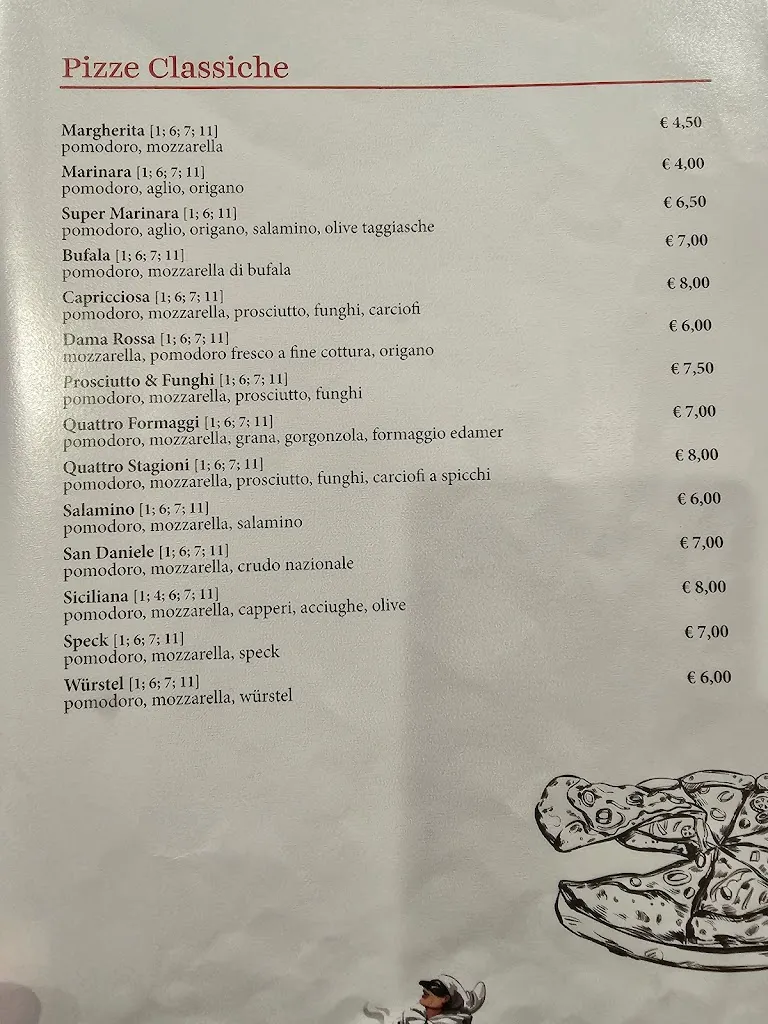 Pizze Classiche
Margherita [1; 6; 7; 11] € 4,50
pomodoro, mozzarella
Marinara [1; 6; 7; 11] € 4,00
pomodoro, aglio, origano
Super Marinara [1; 6; 11] € 6,50
pomodoro, aglio, origano, salamino, olive taggiasche
Bufala [1; 6; 7; 11] € 7,00
pomodoro, mozzarella di bufala
Capricciosa [1; 6; 7; 11] € 8,00
pomodoro, mozzarella, prosciutto, funghi, carciofi
Dama Rossa [1; 6; 7; 11] € 6,00
mozzarella, pomodoro fresco a fine cottura, origano
Prosciutto & Funghi [1; 6; 7; 11] € 7,50
pomodoro, mozzarella, prosciutto, funghi
Quattro Formaggi [1; 6; 7; 11] € 7,00
pomodoro, mozzarella, grana, gorgonzola, formaggio edamer
Quattro Stagioni [1; 6; 7; 11] € 8,00
pomodoro, mozzarella, prosciutto, funghi, carciofi a spicchi
Salamino [1; 6; 7; 11] € 6,00
pomodoro, mozzarella, salamino
San Daniele [1; 6; 7; 11] € 7,00
pomodoro, mozzarella, crudo nazionale
Siciliana [1; 4; 6; 7; 11] € 8,00
pomodoro, mozzarella, capperi, acciughe, olive
Speck [1; 6; 7; 11] € 7,00
pomodoro, mozzarella, speck
Würstel [1; 6; 7; 11] € 6,00
pomodoro, mozzarella, würstel